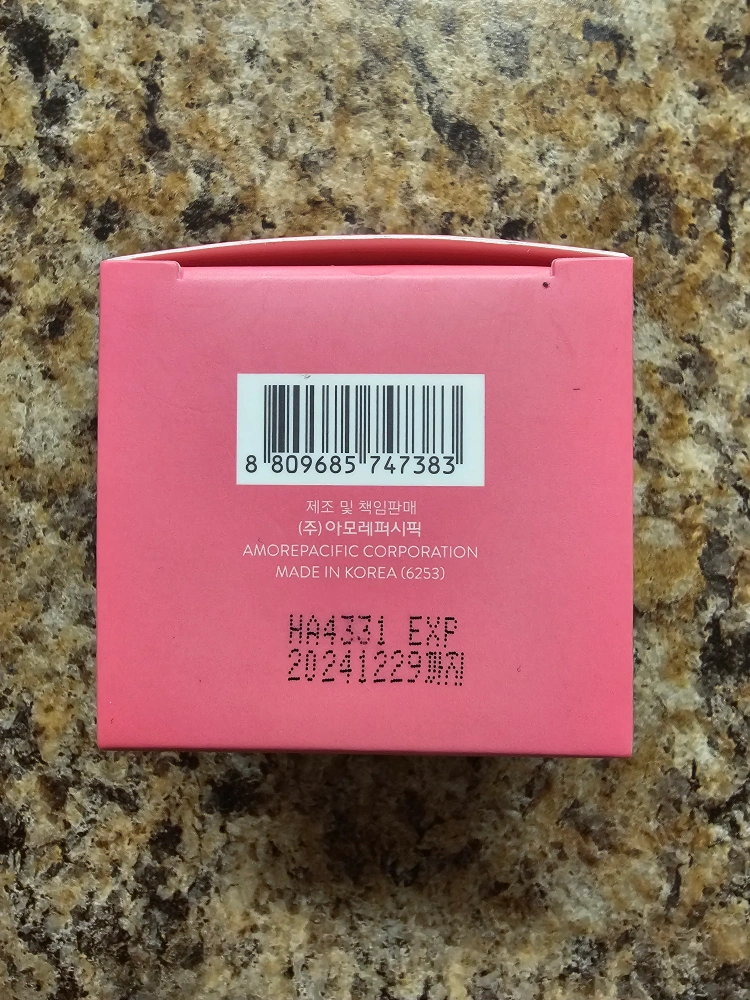 8 809685 747383
제조 및 책임판매
(주)아모레퍼시픽
AMOREPACIFIC CORPORATION
MADE IN KOREA (6253)
HA4331 EXP
20241229까지